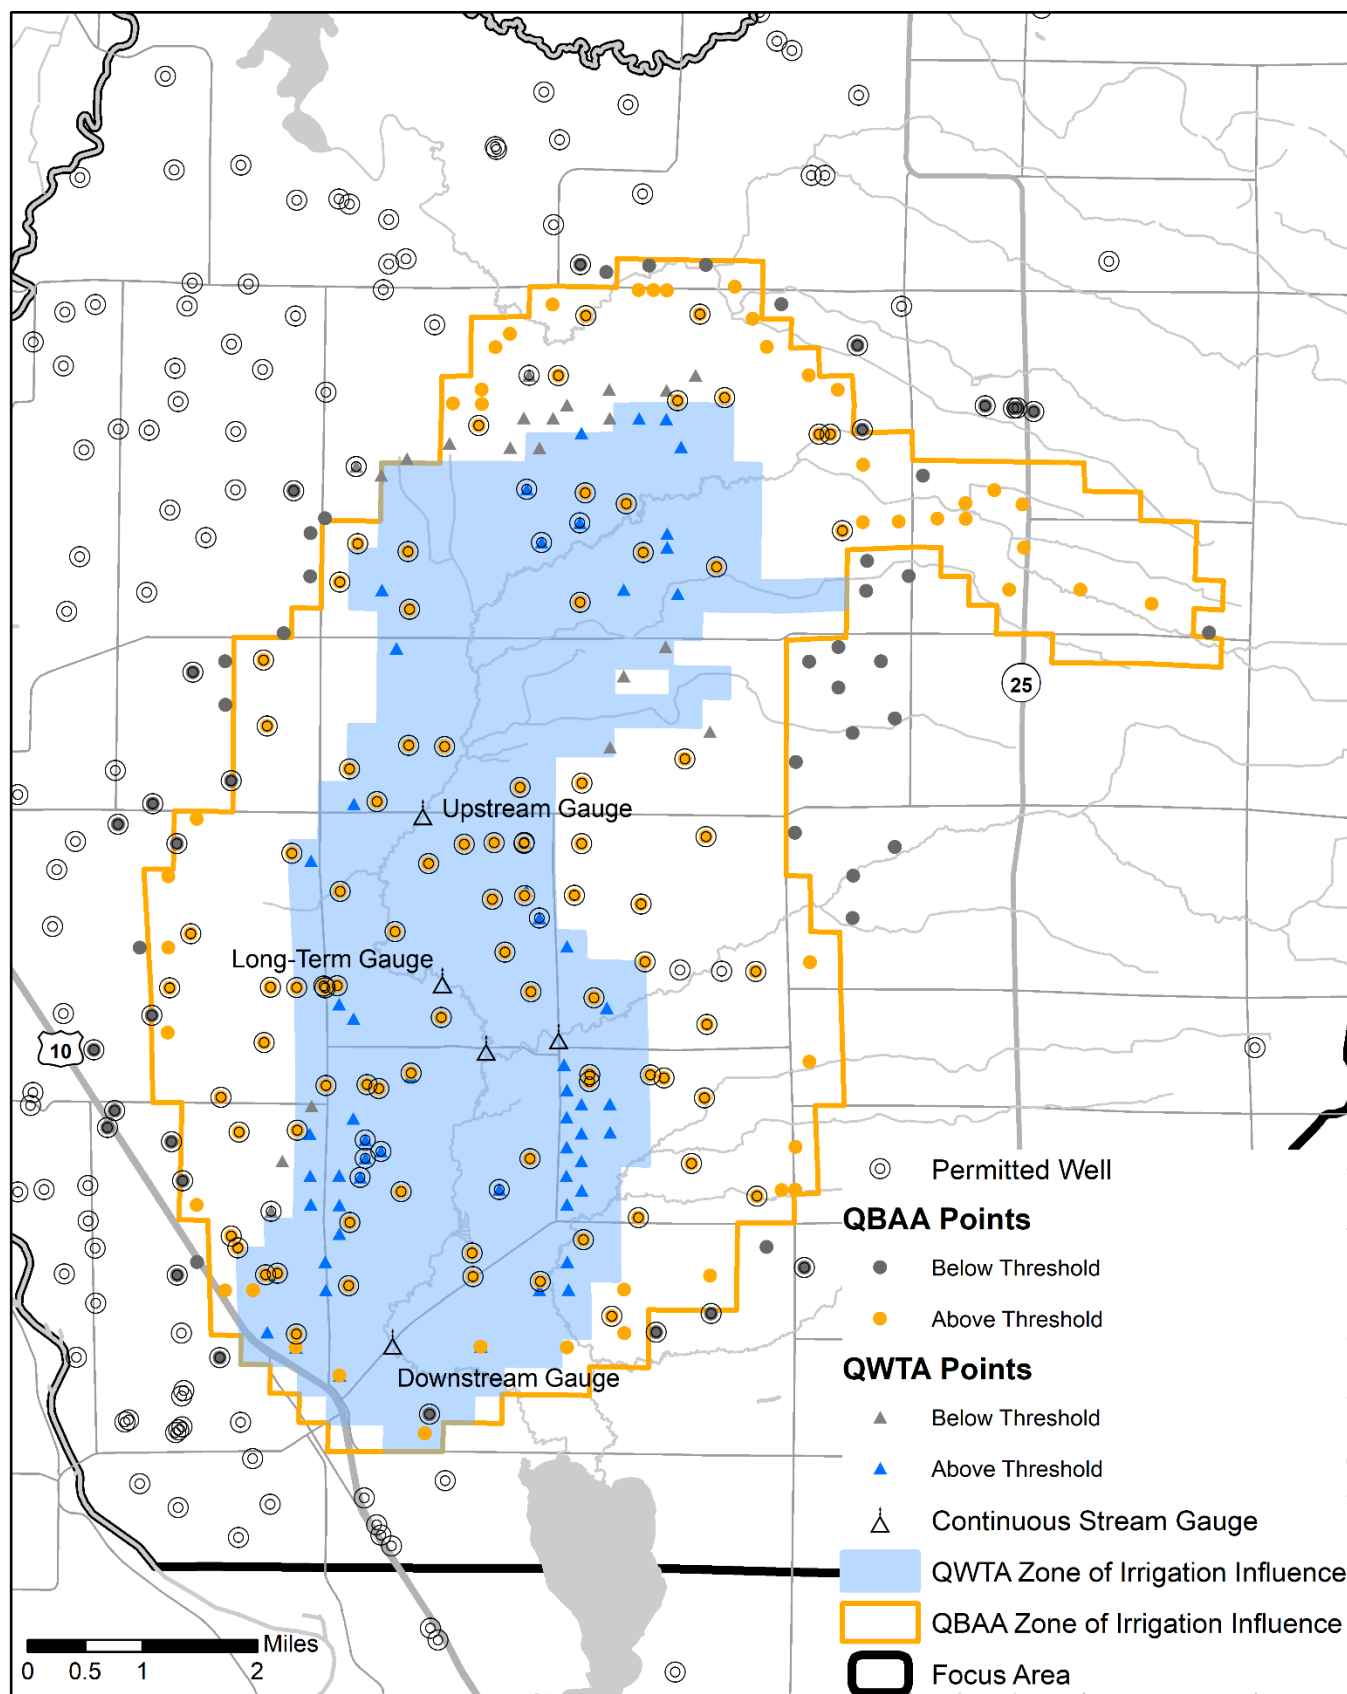 25
Upstream Gauge
Long-Term Gauge
10
Permitted Well
QBAA Points
Below Threshold
Above Threshold
QWTA Points
Below Threshold
Above Threshold
Continuous Stream Gauge
QWTA Zone of Irrigation Influence
QBAA Zone of Irrigation Influence
Focus Area
Downstream Gauge
Miles
0 0.5 1 2